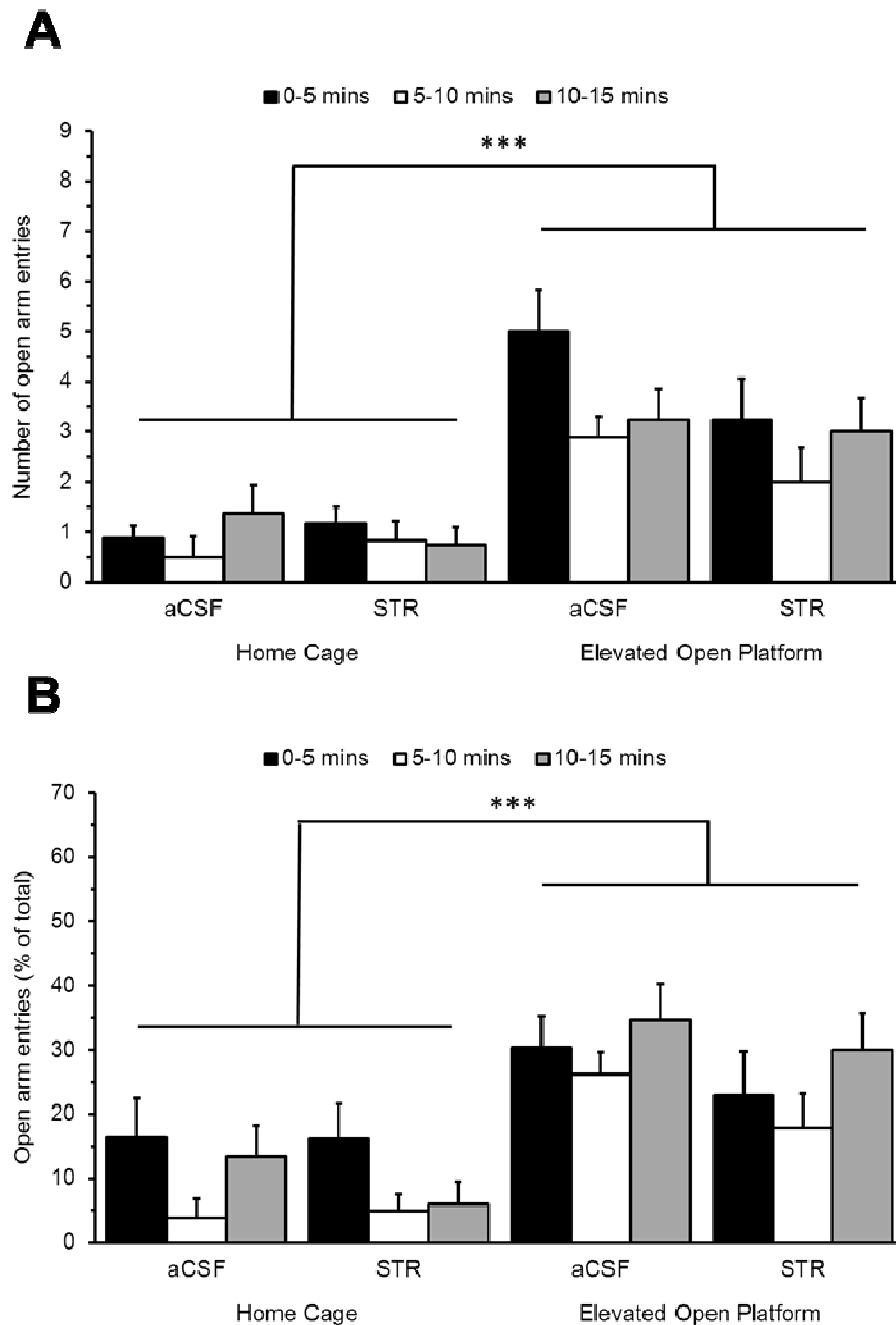 A
0-5 mins 5-10 mins 10-15 mins
***
Number of open arm entries
9
8
7
6
5
4
3
2
1
0
aCSF STR aCSF STR
Home Cage Elevated Open Platform
B
0-5 mins 5-10 mins 10-15 mins
***
Open arm entries (% of total)
70
60
50
40
30
20
10
0
aCSF STR aCSF STR
Home Cage Elevated Open Platform